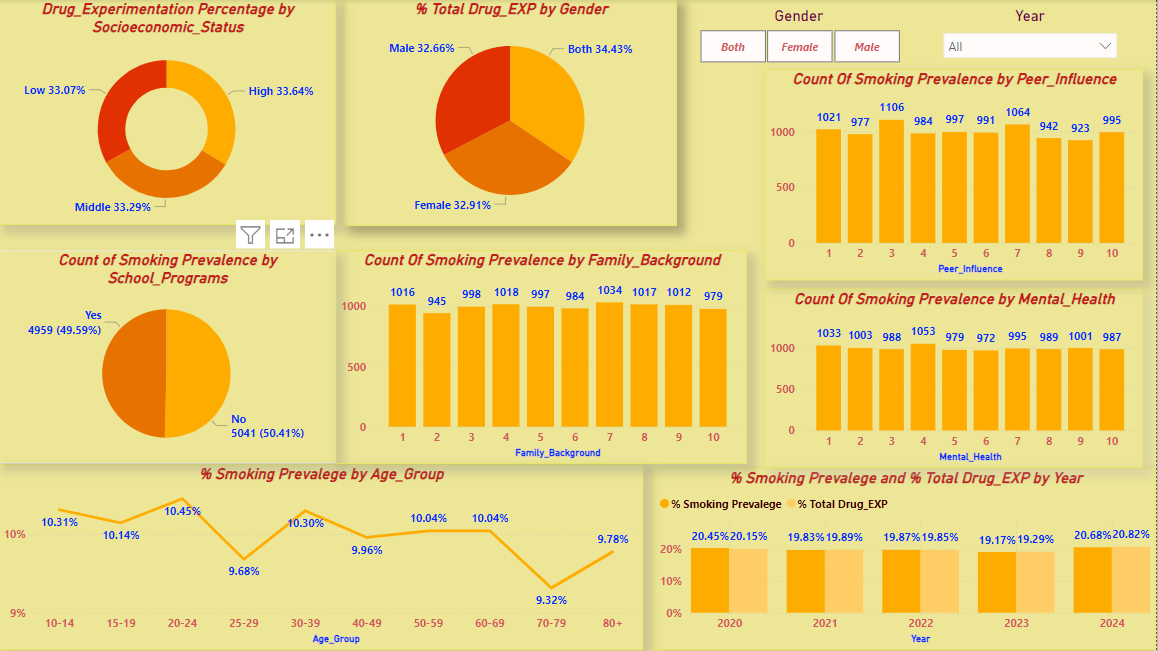 Drug_Experimentation Percentage by
Socioeconomic_Status
Low 33.07%
High 33.64%
Middle 33.29%
% Total Drug_EXP by Gender
Male 32.66%
Both 34.43%
Female 32.91%
Gender
Both
Female
Male
Year
All
Count Of Smoking Prevalence by Peer_Influence
1021 977 1106 984 997 991 1064 942 923 995
1000
500
0
1 2 3 4 5 6 7 8 9 10
Peer_Influence
Count of Smoking Prevalence by
School_Programs
Yes
4959 (49.59%)
No
5041 (50.41%)
Count Of Smoking Prevalence by Family_Background
1016 945 998 1018 997 984 1034 1017 1012 979
1000
500
0
1 2 3 4 5 6 7 8 9 10
Family_Background
Count Of Smoking Prevalence by Mental_Health
1033 1003 988 1053 979 972 995 989 1001 987
1000
500
0
1 2 3 4 5 6 7 8 9 10
Mental_Health
% Smoking Prevalege by Age_Group
10%
9%
10.31% 10.14% 10.45% 9.68% 10.30% 9.96% 10.04% 10.04% 9.32% 9.78%
10-14 15-19 20-24 25-29 30-39 40-49 50-59 60-69 70-79 80+
Age_Group
% Smoking Prevalege and % Total Drug_EXP by Year
% Smoking Prevalege % Total Drug_EXP
20.45% 20.15% 19.83% 19.89% 19.87% 19.85% 19.17% 19.29% 20.68% 20.82%
20%
10%
0%
2020 2021 2022 2023 2024
Year